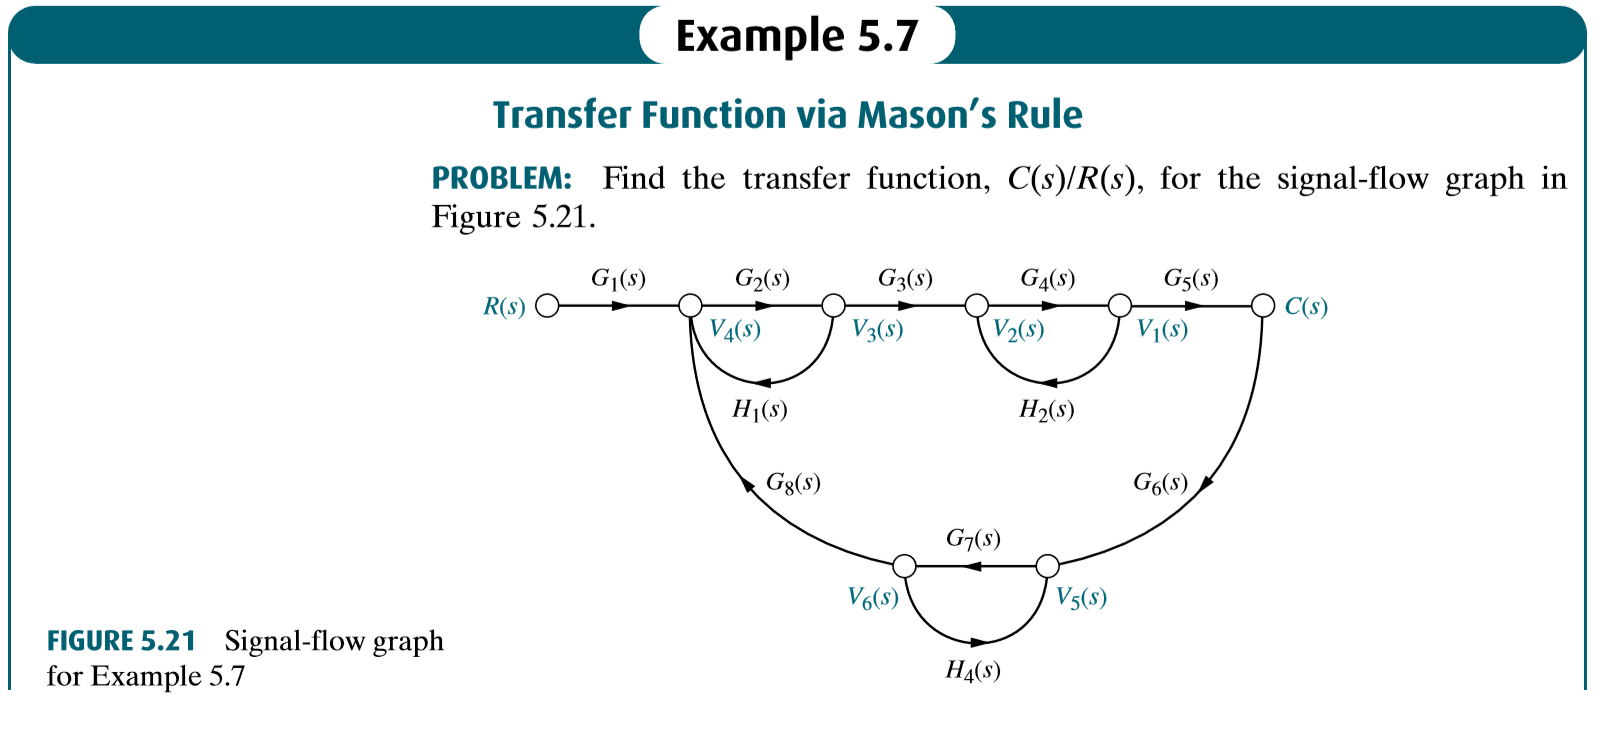 Example 5.7
Transfer Function via Mason's Rule
PROBLEM: Find the transfer function, C(s)/R(s), for the signal-flow graph in
Figure 5.21.
G₁(s) G₂(s) G₃(s) G₄(s) G₅(s)
R(s) C(s)
V₄(s) V₃(s) V₂(s) V₁(s)
H₁(s) H₂(s)
G₈(s) G₆(s)
G₇(s)
V₆(s) V₅(s)
H₄(s)
FIGURE 5.21 Signal-flow graph
for Example 5.7